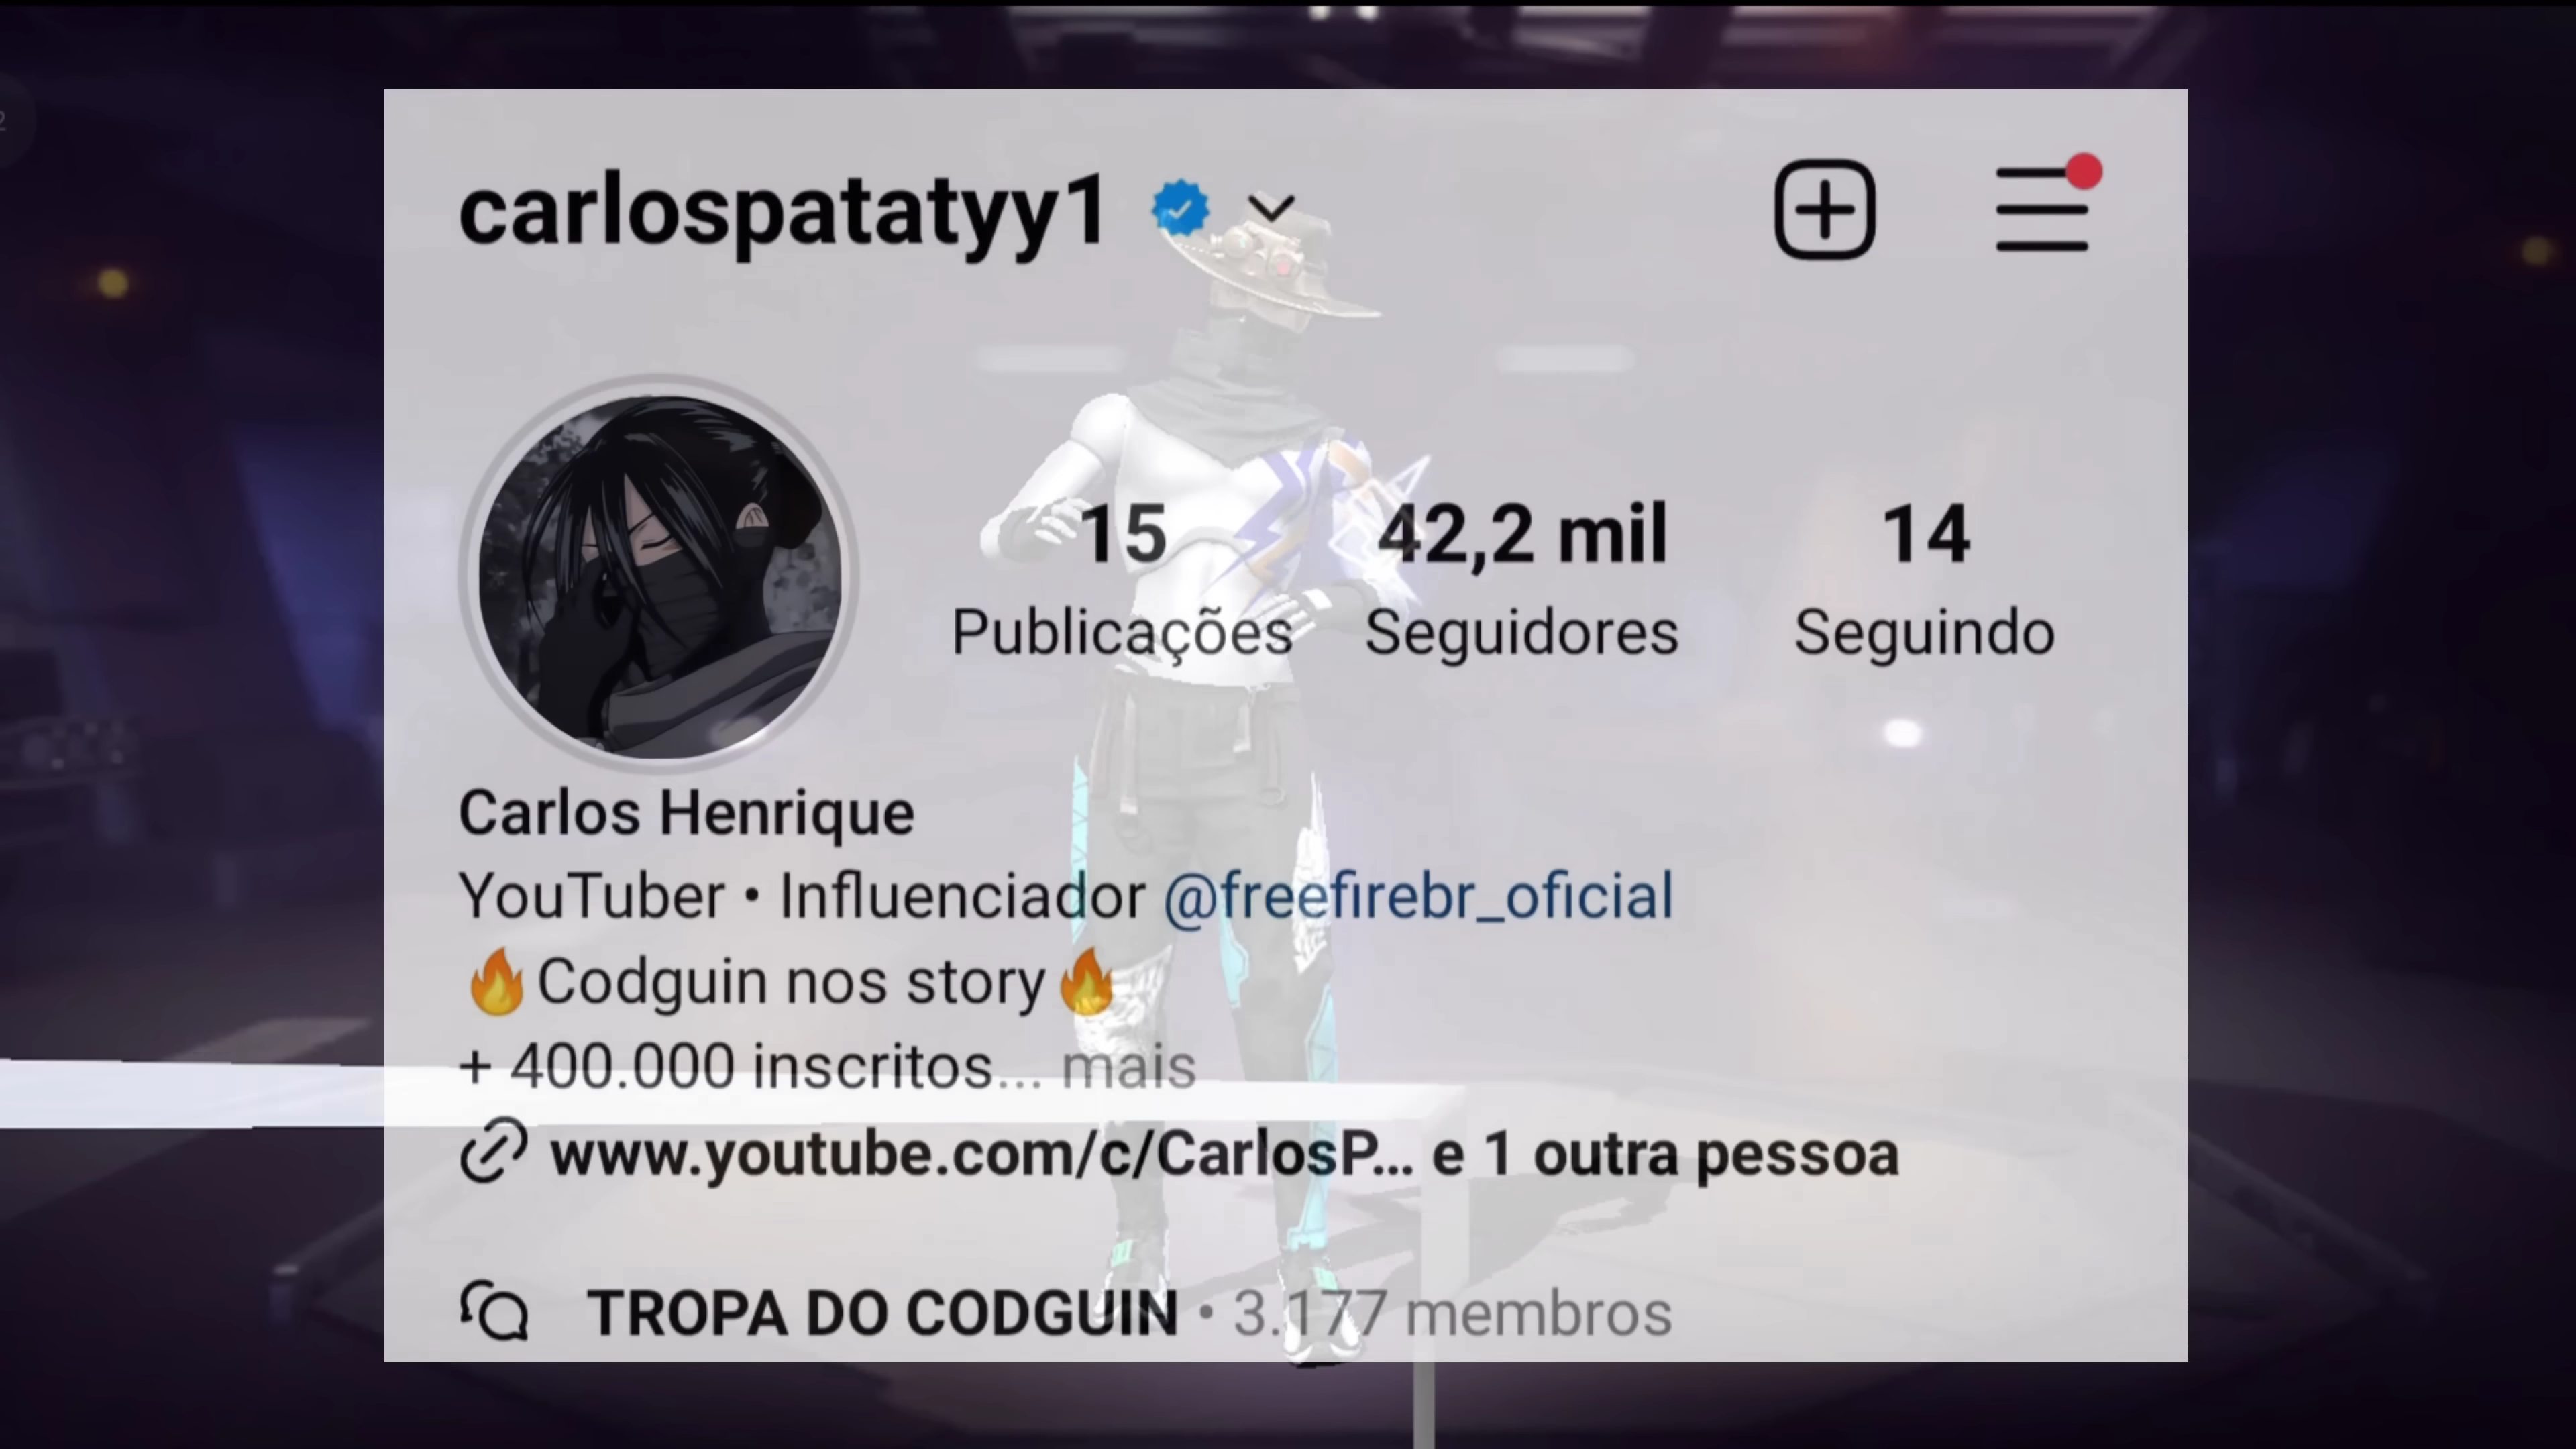 carlospatatyy1
15 42,2 mil 14
Publicações Seguidores Seguindo
Carlos Henrique
YouTuber • Influenciador @freefirebr_oficial
🔥Codguin nos story🔥
+ 400.000 inscritos... mais
www.youtube.com/c/CarlosP... e 1 outra pessoa
TROPA DO CODGUIN • 3.177 membros